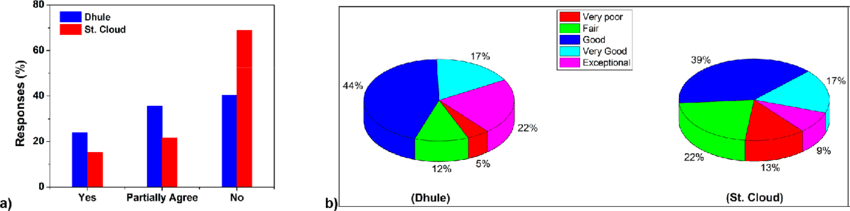 a)
Responses (%)
80
60
40
20
0
Dhule
St. Cloud
Yes
Partially Agree
No
b)
Very poor
Fair
Good
Very Good
Exceptional
17%
44%
22%
12%
5%
(Dhule)
39%
17%
22%
13%
9%
(St. Cloud)